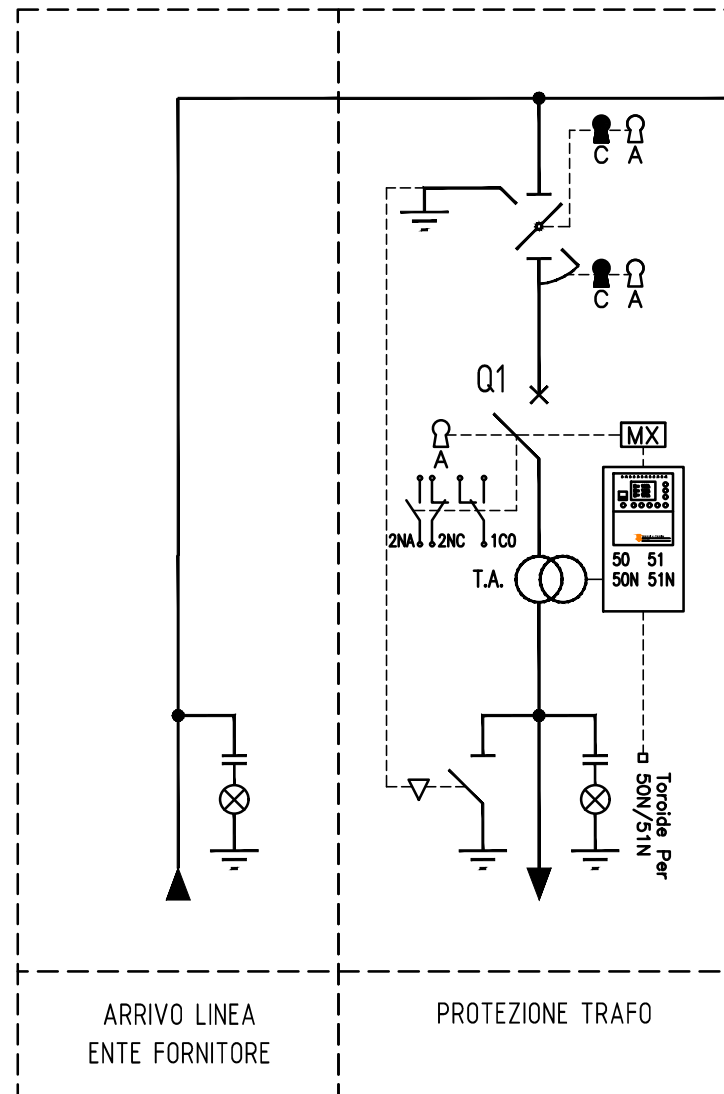 C A
C A
Q1
A
MX
2NA 2NC 1CO
50 51
50N 51N
T.A.
Toroide Per
50N/51N
ARRIVO LINEA
ENTE FORNITORE
PROTEZIONE TRAFO